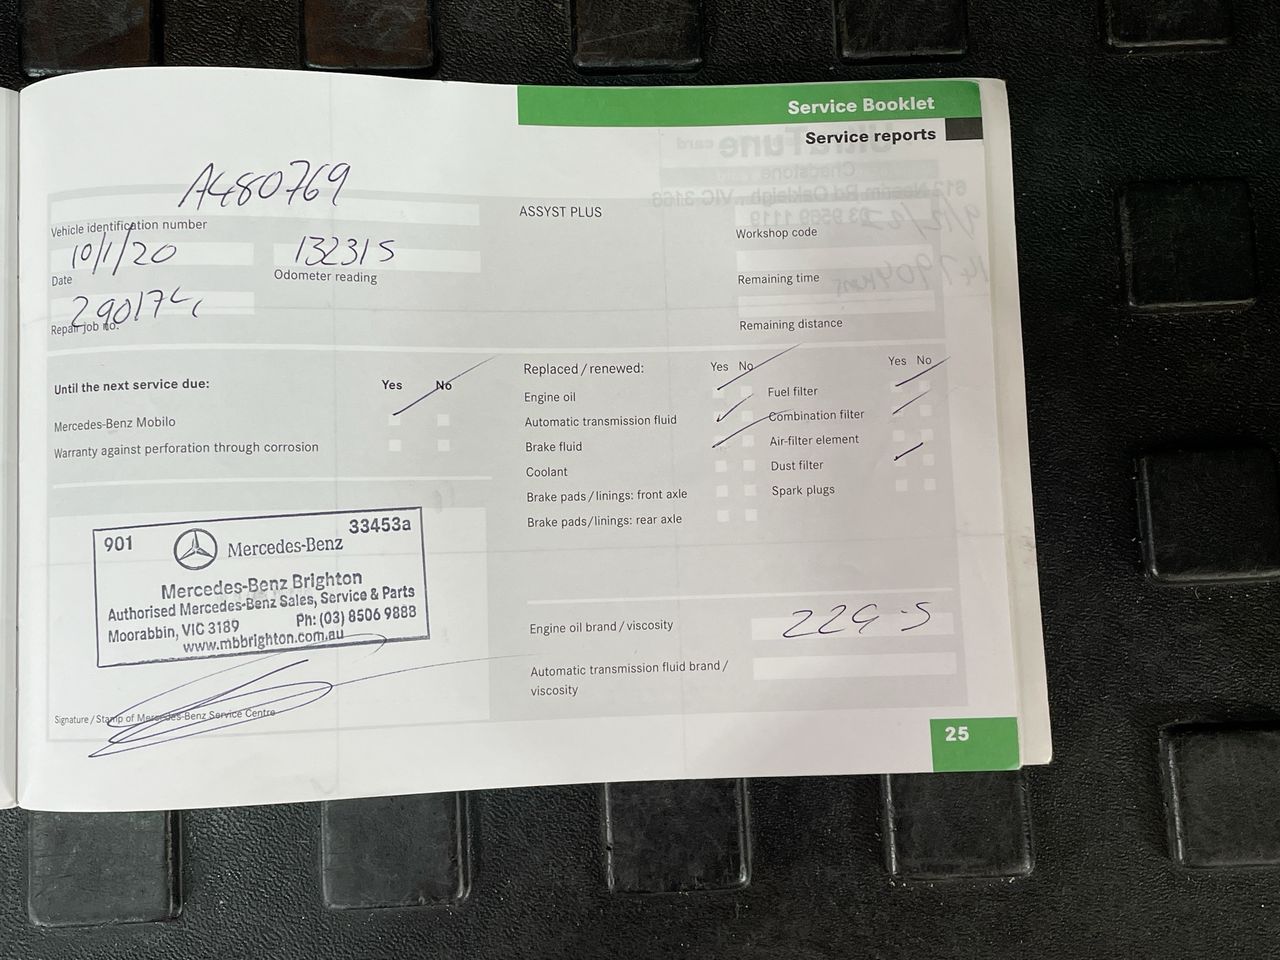 Service Booklet
Service reports
A480769
Vehicle identification number
ASSYST PLUS
Workshop code
10/1/20
132315
Date
Odometer reading
Remaining time
Repair job no.
Remaining distance
Until the next service due:
Yes No
Mercedes-Benz Mobilo
Warranty against perforation through corrosion
Replaced/renewed:
Yes No
Engine oil
Automatic transmission fluid
Brake fluid
Coolant
Brake pads/linings: front axle
Brake pads/linings: rear axle
Yes No
Fuel filter
Combination filter
Air-filter element
Dust filter
Spark plugs
901
33453a
Mercedes-Benz
Mercedes-Benz Brighton
Authorised Mercedes-Benz Sales, Service & Parts
Moorabbin, VIC 3189 Ph: (03) 8506 9888
www.mbbrighton.com.au
Signature/Stamp of Mercedes-Benz Service Centre
Engine oil brand/viscosity
229.5
Automatic transmission fluid brand/
viscosity
25